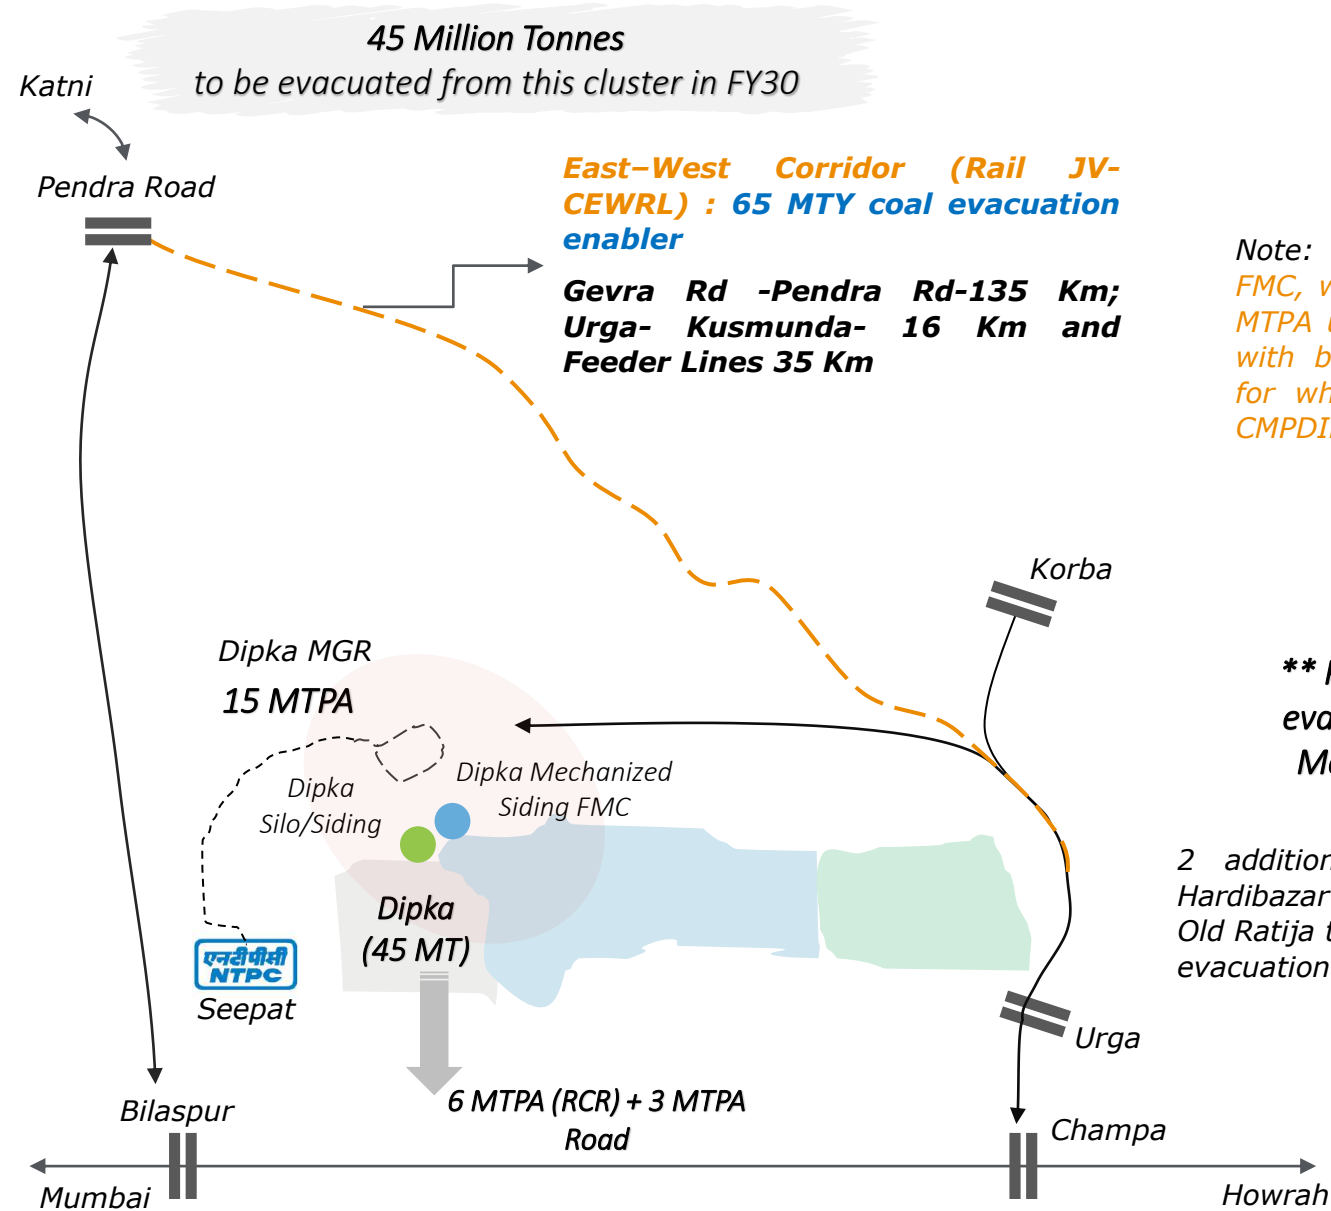 45 Million Tonnes
to be evacuated from this cluster in FY30
Katni
Pendra Road
East–West Corridor (Rail JV-
CEWRL) : 65 MTY coal evacuation
enabler
Gevra Rd -Pendra Rd-135 Km;
Urga- Kusmunda- 16 Km and
Feeder Lines 35 Km
Note:
FMC, w
MTPA
with b
for wh
CMPDI
Korba
Dipka MGR
15 MTPA
**
eva
Dipka Mechanized
Siding FMC
Dipka
Silo/Siding
2 addition
Hardibazar
Old Ratija t
evacuation
Dipka
(45 MT)
एनटीपीसी
NTPC
Seepat
Urga
6 MTPA (RCR) + 3 MTPA
Road
Bilaspur
Champa
Mumbai
Howrah